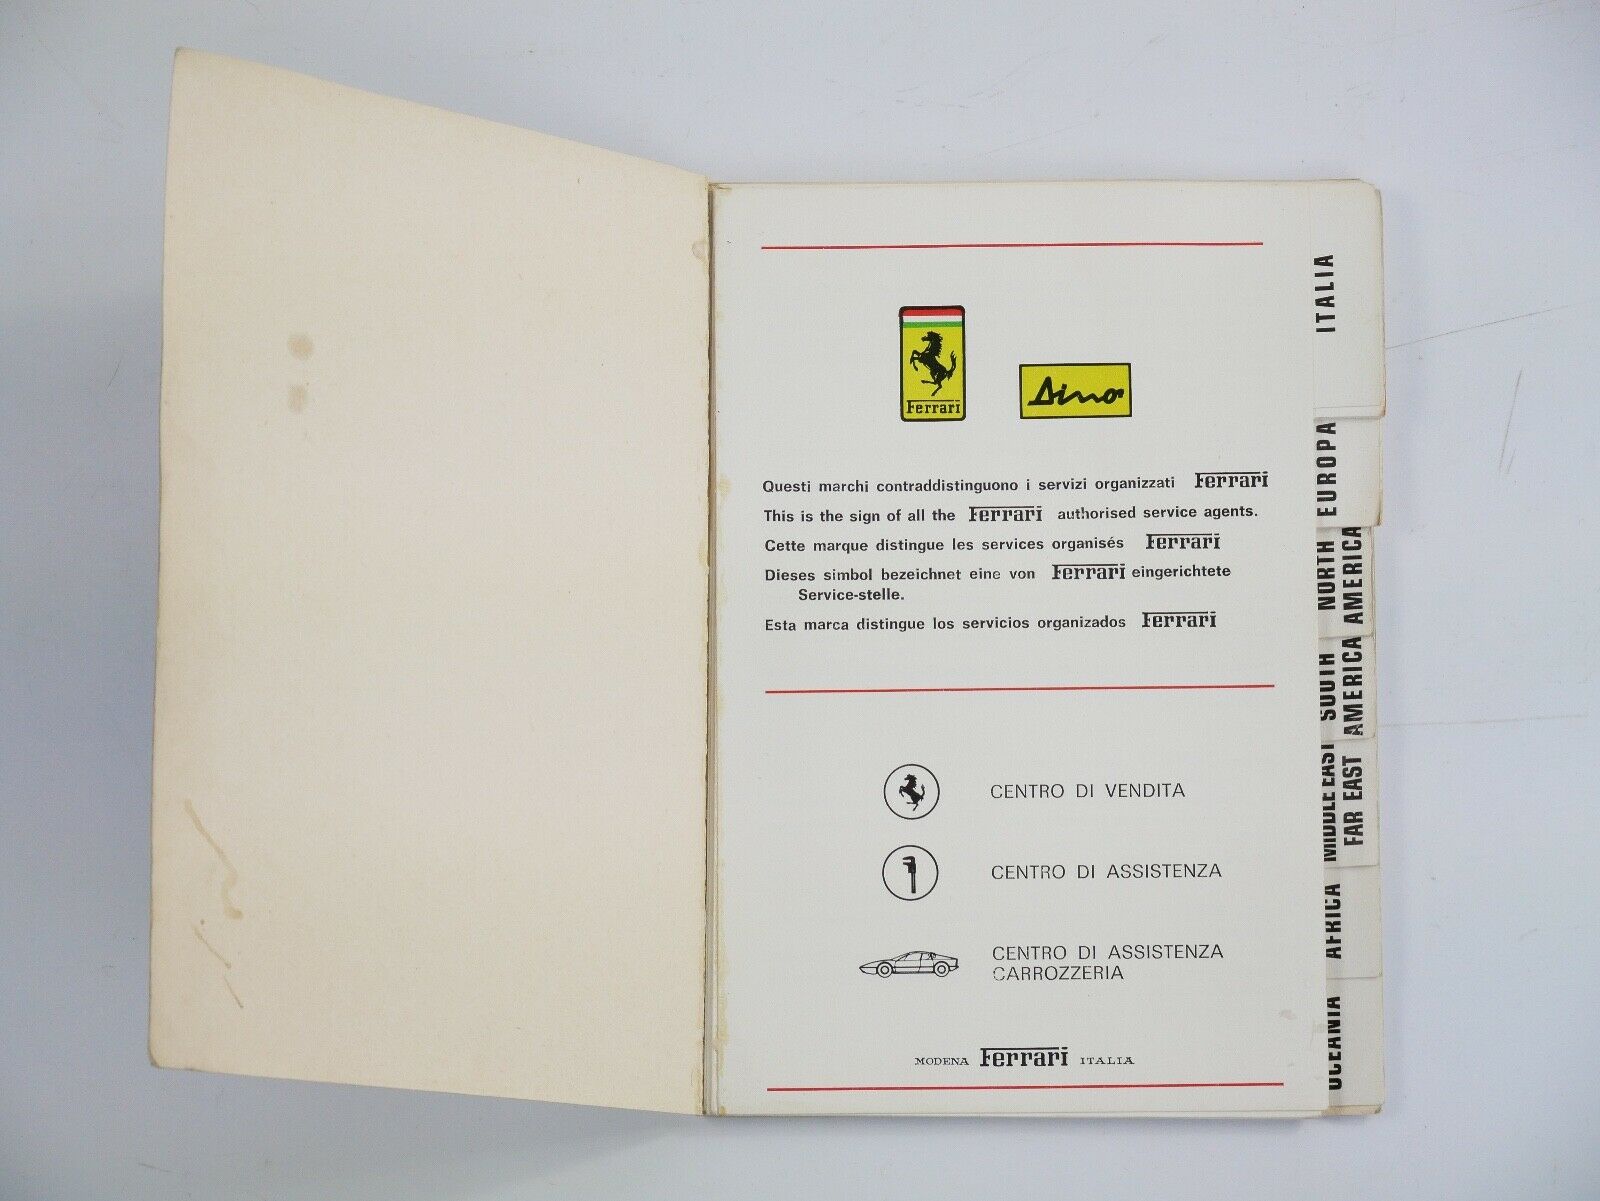 Ferrari
Dino
Questi marchi contraddistinguono i servizi organizzati Ferrari
This is the sign of all the Ferrari authorised service agents.
Cette marque distingue les services organisés Ferrari
Dieses simbol bezeichnet eine von Ferrari eingerichtete
Service-stelle.
Esta marca distingue los servicios organizados Ferrari
CENTRO DI VENDITA
CENTRO DI ASSISTENZA
CENTRO DI ASSISTENZA
CARROZZERIA
MODENA Ferrari ITALIA
ITALIA
EUROPA
NORTH
AMERICA
SOUTH
AMERICA
MIDDLE EAST
FAR EAST
AFRICA
OCEANIA